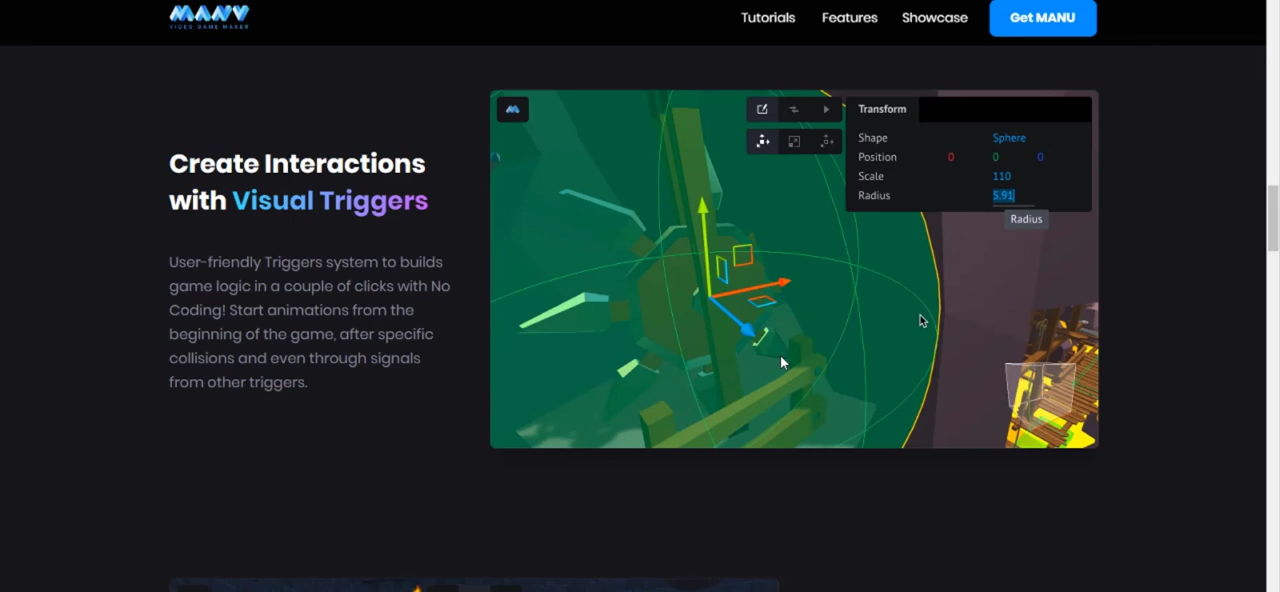 MANU
VIDEO GAME MAKER
Tutorials
Features
Showcase
Get MANU
Create Interactions
with Visual Triggers
User-friendly Triggers system to builds
game logic in a couple of clicks with No
Coding! Start animations from the
beginning of the game, after specific
collisions and even through signals
from other triggers.
Transform
Shape Sphere
Position 0 0 0
Scale 110
Radius 5.91
Radius